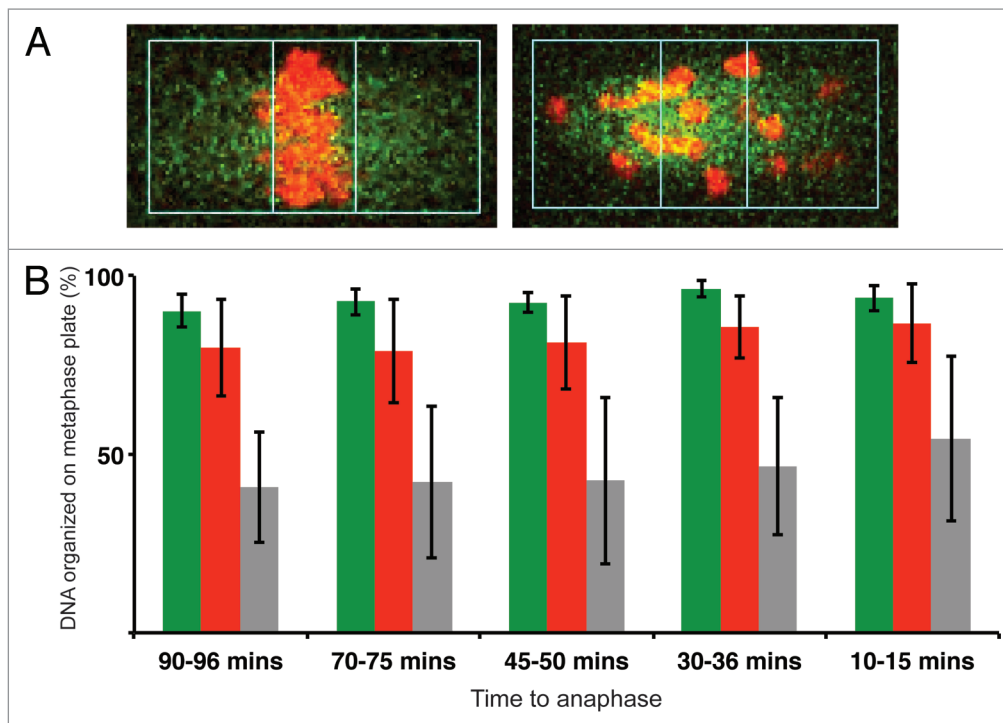 A
B
DNA organized on metaphase plate (%)
100
50
90-96 mins
70-75 mins
45-50 mins
30-36 mins
10-15 mins
Time to anaphase